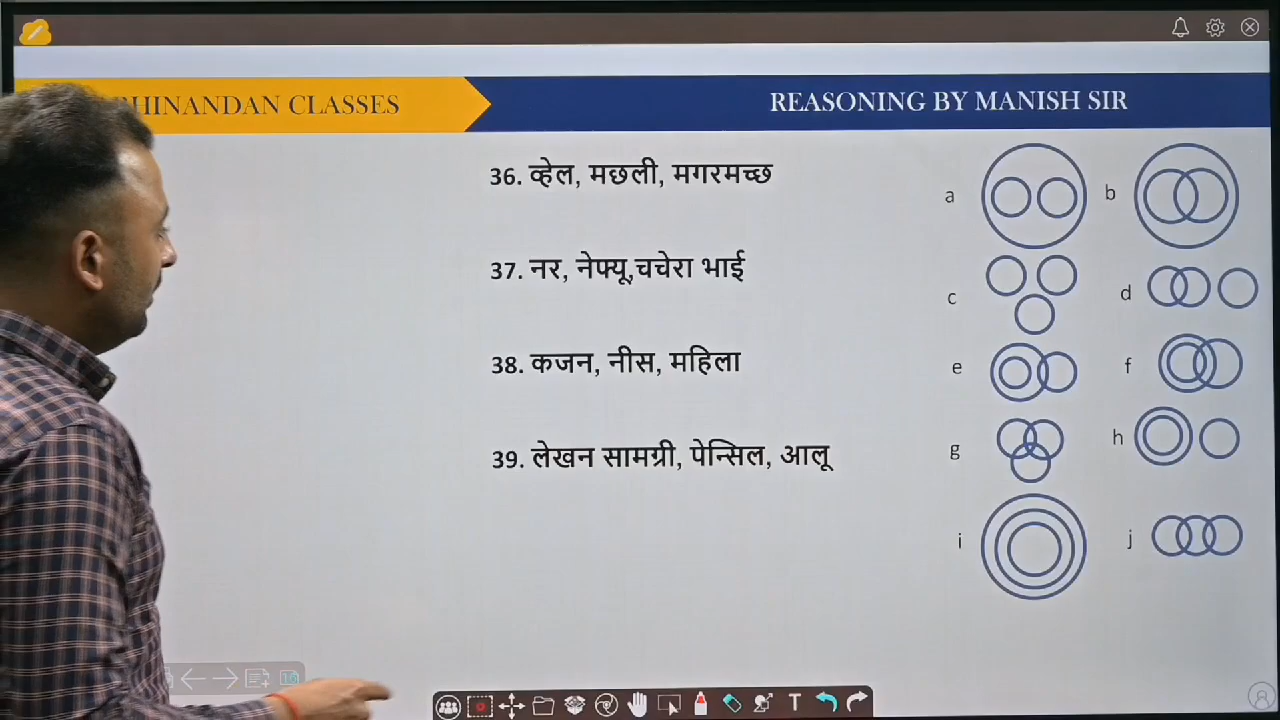 HINANDAN CLASSES
REASONING BY MANISH SIR
36. व्हेल, मछली, मगरमच्छ
37. नर, नेफ्यू,चचेरा भाई
38. कजन, नीस, महिला
39. लेखन सामग्री, पेन्सिल, आलू
a
b
c
d
e
f
g
h
i
j
16
T